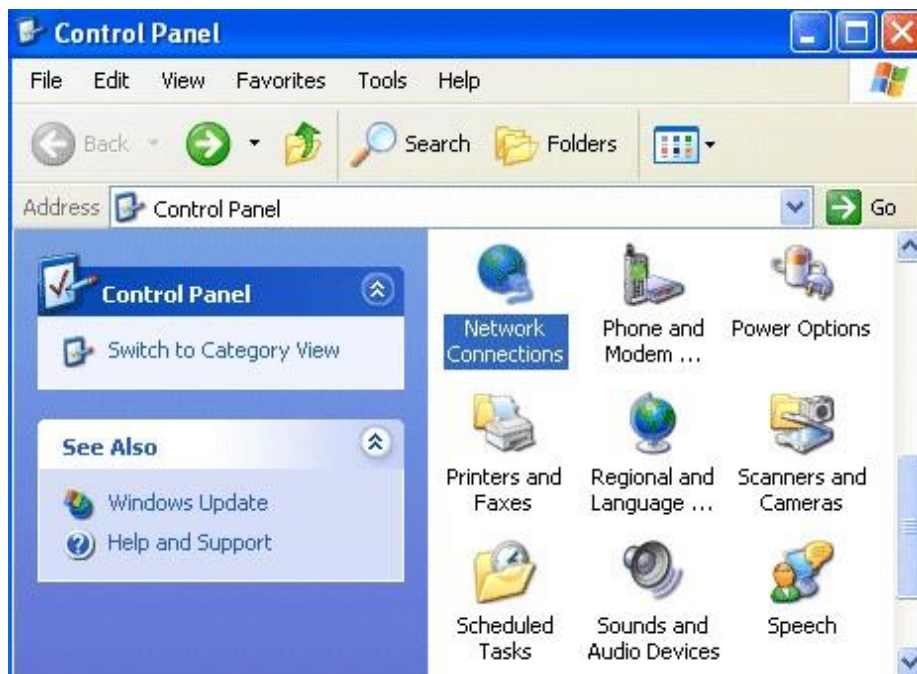 Control Panel
File Edit View Favorites Tools Help
Back Search Folders
Address Control Panel Go
Control Panel
Switch to Category View
See Also
Windows Update
Help and Support
Network
Connections
Phone and
Modem ...
Power Options
Printers and
Faxes
Regional and
Language ...
Scanners and
Cameras
Scheduled
Tasks
Sounds and
Audio Devices
Speech